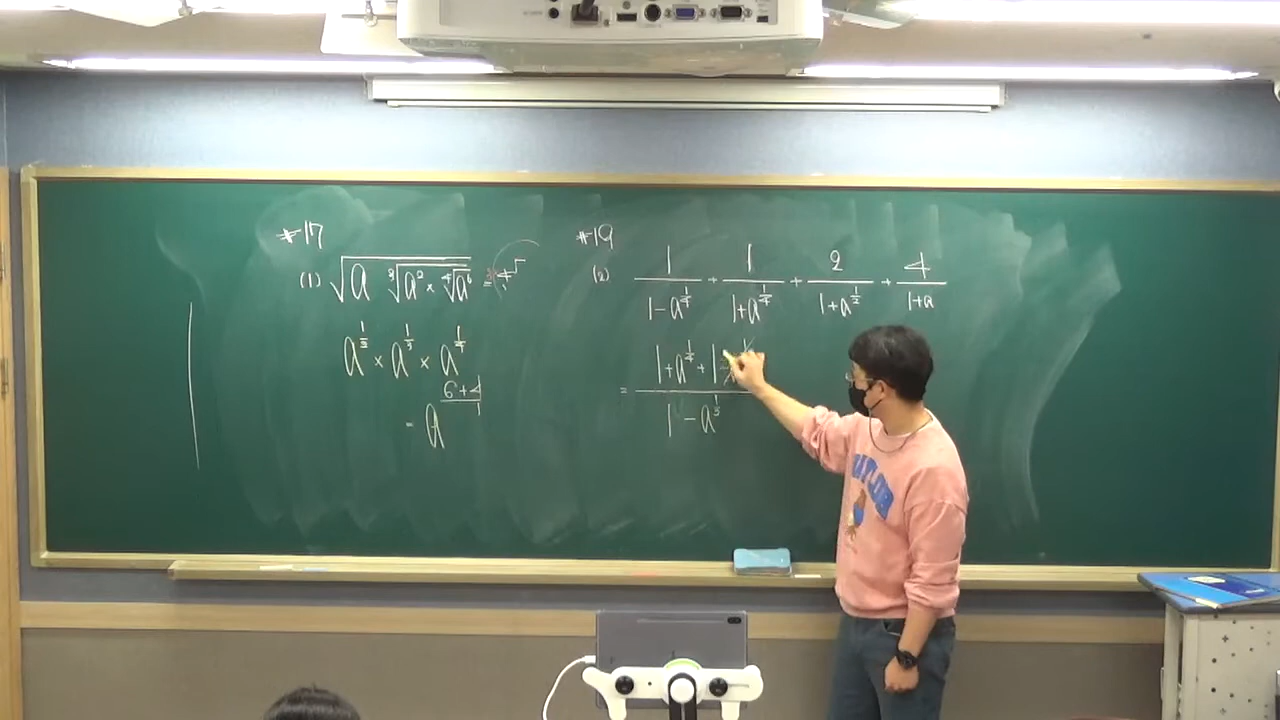 *17
(1) √(a ∛(a² × ∜a⁶)) =
a^(1/2) × a^(1/3) × a^(1/4)
= a^(6+4/1)
*19
(2) 1/(1-a^(1/4)) + 1/(1+a^(1/4)) + 2/(1+a^(1/2)) + 4/(1+a)
= (1+a^(1/4)+1
1-a^(1/2)